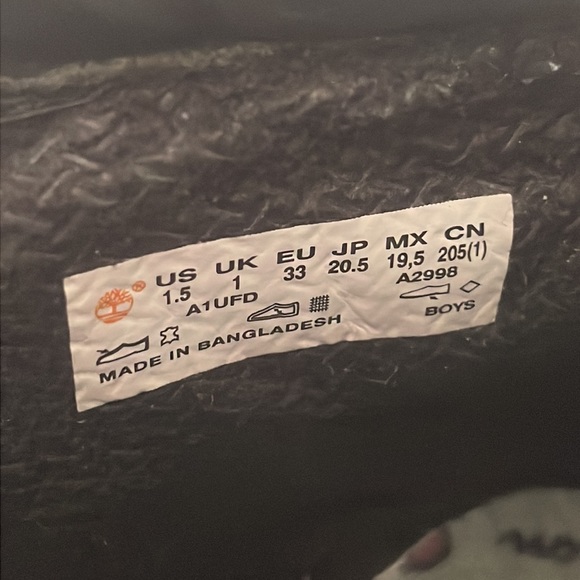 ® US UK EU JP MX CN
1.5 1 33 20.5 19,5 205(1)
A1UFD A2998
MADE IN BANGLADESH BOYS